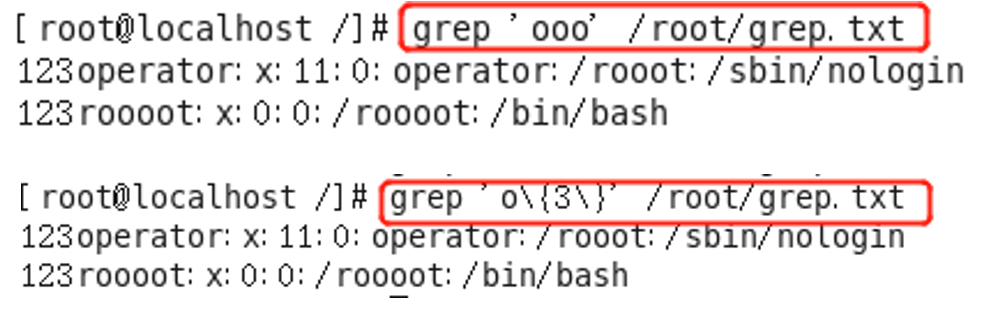 [root@localhost /]# grep 'ooo' /root/grep.txt
123operator:x:11:0:operator:/rooot:/sbin/nologin
123roooot:x:0:0:/roooot:/bin/bash
[root@localhost /]# grep 'o\{3\}' /root/grep.txt
123operator:x:11:0:operator:/rooot:/sbin/nologin
123roooot:x:0:0:/roooot:/bin/bash